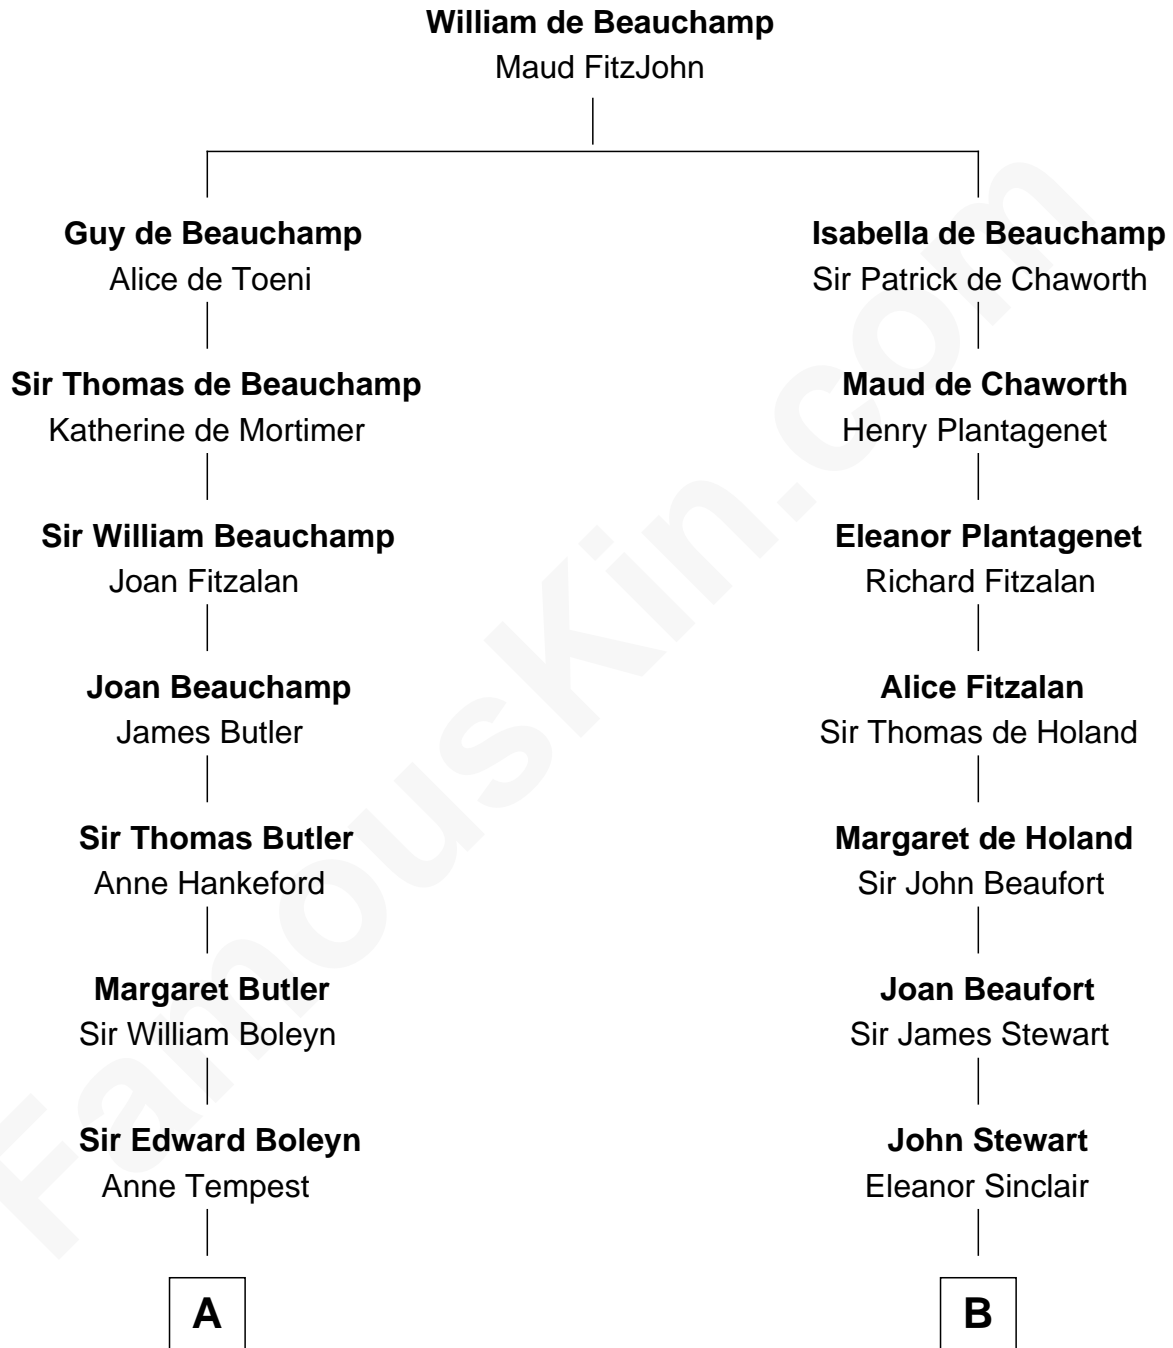 William de Beauchamp
Maud FitzJohn
Guy de Beauchamp
Alice de Toeni
Sir Thomas de Beauchamp
Katherine de Mortimer
Sir William Beauchamp
Joan Fitzalan
Joan Beauchamp
James Butler
Sir Thomas Butler
Anne Hankeford
Margaret Butler
Sir William Boleyn
Sir Edward Boleyn
Anne Tempest
A
Isabella de Beauchamp
Sir Patrick de Chaworth
Maud de Chaworth
Henry Plantagenet
Eleanor Plantagenet
Richard Fitzalan
Alice Fitzalan
Sir Thomas de Holand
Margaret de Holand
Sir John Beaufort
Joan Beaufort
Sir James Stewart
John Stewart
Eleanor Sinclair
B
FamousKin.com